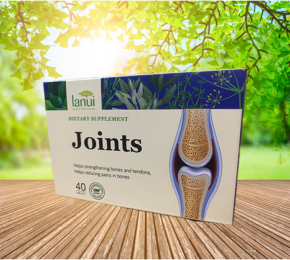 lanui
DIETARY SUPPLEMENT
Joints
Helps strengthening bones and tendons,
helps reducing pains in bones
40